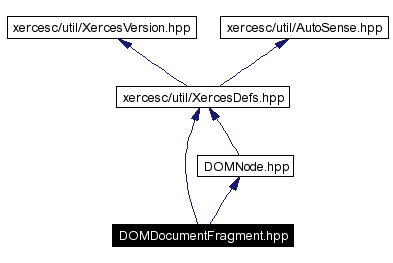 xercesc/util/XercesVersion.hpp
xercesc/util/AutoSense.hpp
xercesc/util/XercesDefs.hpp
DOMNode.hpp
DOMDocumentFragment.hpp